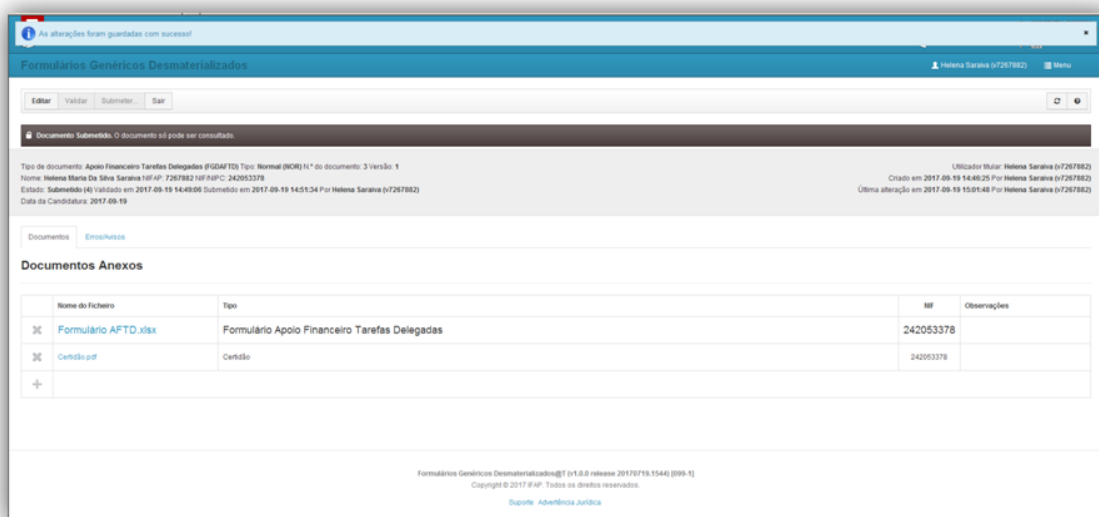 As alterações foram guardadas com sucesso!
Formulários Genéricos Desmaterializados
Helena Saraiva (v7267882) Menu
Editar Validar Submeter... Sair
Documento Submetido. O documento só pode ser consultado.
Tipo de documento: Apoio Financeiro Tarefas Delegadas (FGDAFTD) Tipo: Normal (NOR) N.º do documento: 3 Versão: 1
Nome: Helena Maria Da Silva Saraiva NIFAP: 7267882 NIF/NIPC: 242053378
Estado: Submetido (4) Validado em 2017-09-19 14:49:06 Submetido em 2017-09-19 14:51:34 Por Helena Saraiva (v7267882)
Data da Candidatura: 2017-09-19
Utilizador titular: Helena Saraiva (v7267882)
Criado em 2017-09-19 14:46:25 Por Helena Saraiva (v7267882)
Última alteração em 2017-09-19 15:01:48 Por Helena Saraiva (v7267882)
Documentos Erros/Avisos
Documentos Anexos
Nome do Ficheiro Tipo NIF Observações
Formulário AFTD.xlsx Formulário Apoio Financeiro Tarefas Delegadas 242053378
Certidão.pdf Certidão 242053378
Formulários Genéricos Desmaterializados@IT (v1.0.0 release 20170719.1544) [099-1]
Copyright © 2017 IFAP. Todos os direitos reservados.
Suporte Advertência Jurídica